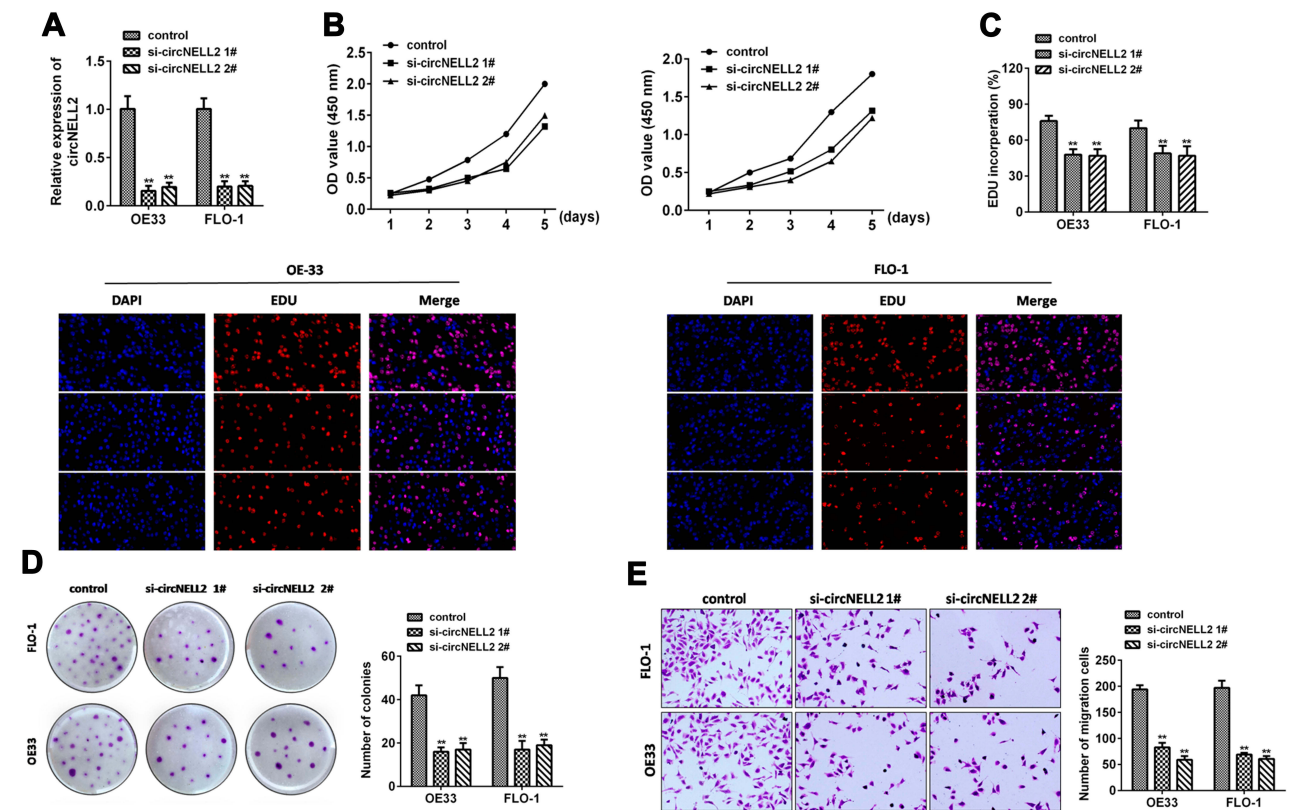 A
control
si-circNELL2 1#
si-circNELL2 2#
Relative expression of
circNELL2
1.5
1.0
0.5
0.0
** **
** **
OE33
FLO-1
B
control
si-circNELL2 1#
si-circNELL2 2#
OD value (450 nm)
2.5
2.0
1.5
1.0
0.5
0.0
1 2 3 4 5 (days)
control
si-circNELL2 1#
si-circNELL2 2#
OD value (450 nm)
2.0
1.5
1.0
0.5
0.0
1 2 3 4 5 (days)
C
control
si-circNELL2 1#
si-circNELL2 2#
EDU incorperation (%)
120
90
60
30
0
** **
** **
OE33
FLO-1
OE-33
DAPI EDU Merge
FLO-1
DAPI EDU Merge
D
control si-circNELL2 1# si-circNELL2 2#
FLO-1
OE33
control
si-circNELL2 1#
si-circNELL2 2#
Number of colonies
60
40
20
0
** **
** **
OE33
FLO-1
E
control si-circNELL2 1# si-circNELL2 2#
FLO-1
OE33
control
si-circNELL2 1#
si-circNELL2 2#
Number of migration cells
250
200
150
100
50
0
** **
** **
OE33
FLO-1